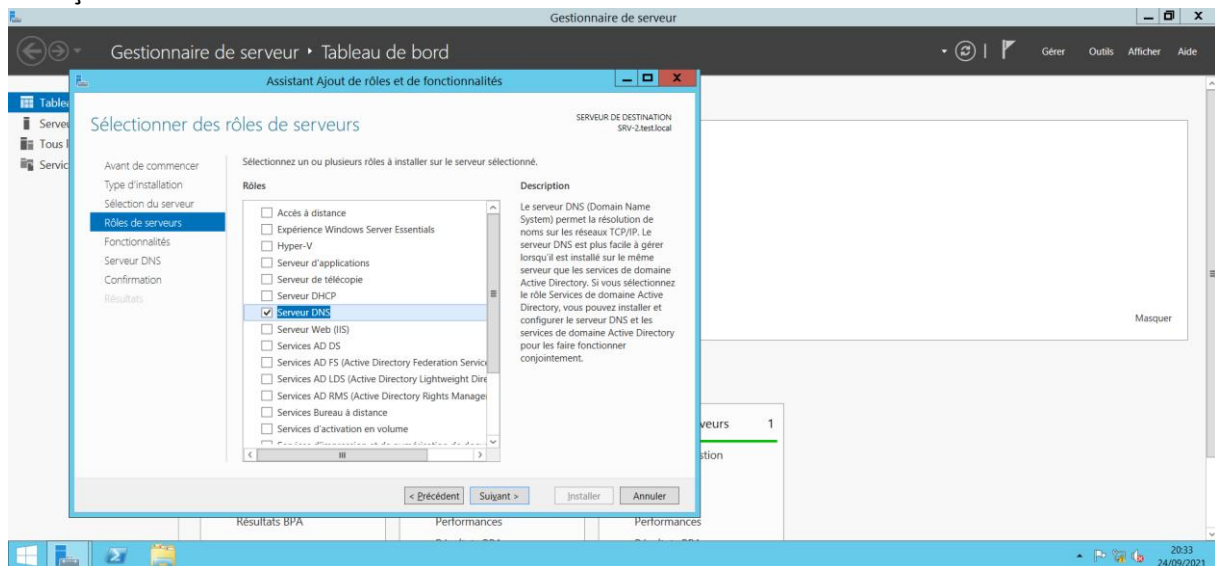 Gestionnaire de serveur
Gestionnaire de serveur ‣ Tableau de bord
Gérer Outils Afficher Aide
Assistant Ajout de rôles et de fonctionnalités
Sélectionner des rôles de serveurs
SERVEUR DE DESTINATION
SRV-2.test.local
Avant de commencer
Type d'installation
Sélection du serveur
Rôles de serveurs
Fonctionnalités
Serveur DNS
Confirmation
Résultats
Sélectionnez un ou plusieurs rôles à installer sur le serveur sélectionné.
Rôles
Accès à distance
Expérience Windows Server Essentials
Hyper-V
Serveur d'applications
Serveur de télécopie
Serveur DHCP
Serveur DNS
Serveur Web (IIS)
Services AD DS
Services AD FS (Active Directory Federation Service
Services AD LDS (Active Directory Lightweight Dire
Services AD RMS (Active Directory Rights Manage
Services Bureau à distance
Services d'activation en volume
Description
Le serveur DNS (Domain Name
System) permet la résolution de
noms sur les réseaux TCP/IP. Le
serveur DNS est plus facile à gérer
lorsqu'il est installé sur le même
serveur que les services de domaine
Active Directory. Si vous sélectionnez
le rôle Services de domaine Active
Directory, vous pouvez installer et
configurer le serveur DNS et les
services de domaine Active Directory
pour les faire fonctionner
conjointement.
< Précédent Suivant > Installer Annuler
Tablea
Serveu
Tous l
Servic
Masquer
veurs 1
stion
Résultats BPA Performances Performances
20:33
24/09/2021